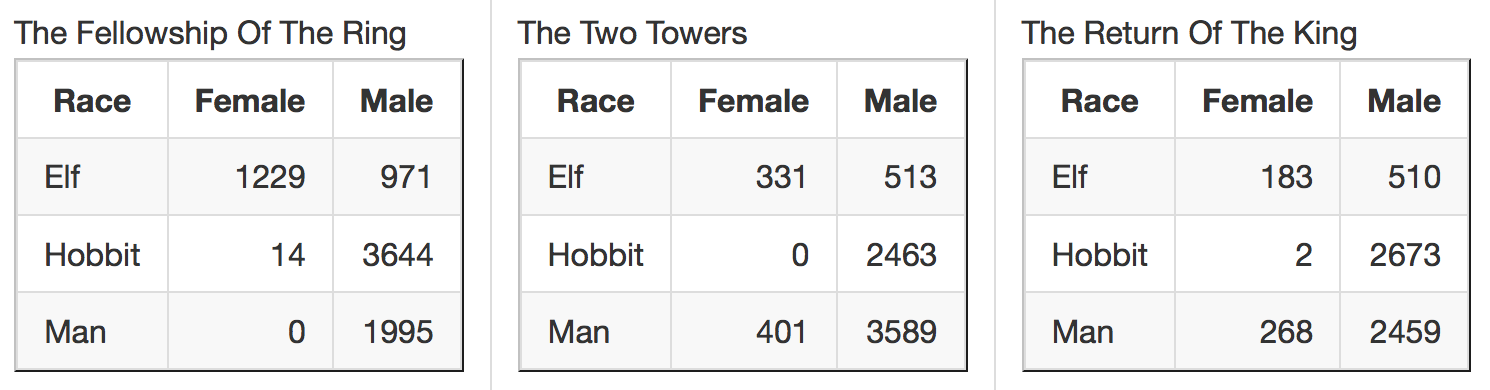 The Fellowship Of The Ring
Race Female Male
Elf 1229 971
Hobbit 14 3644
Man 0 1995
The Two Towers
Race Female Male
Elf 331 513
Hobbit 0 2463
Man 401 3589
The Return Of The King
Race Female Male
Elf 183 510
Hobbit 2 2673
Man 268 2459